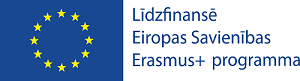 Līdzfinansē
Eiropas Savienības
Erasmus+ programma